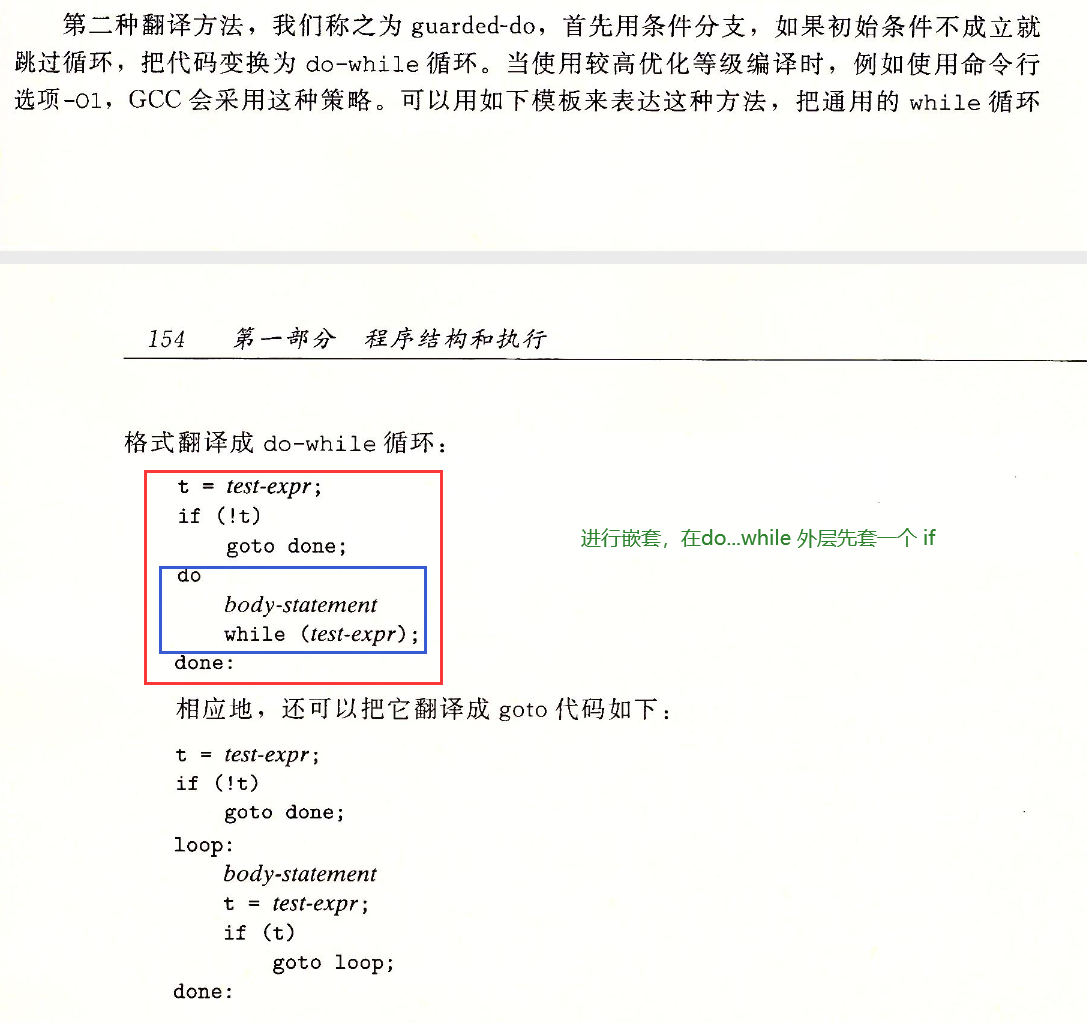 第二种翻译方法，我们称之为 guarded-do，首先用条件分支，如果初始条件不成立就
跳过循环，把代码变换为 do-while 循环。当使用较高优化等级编译时，例如使用命令行
选项-O1，GCC 会采用这种策略。可以用如下模板来表达这种方法，把通用的 while 循环
154 第一部分 程序结构和执行
格式翻译成 do-while 循环：
t = test-expr;
if (!t)
goto done;
do
body-statement
while (test-expr);
done:
进行嵌套，在do...while 外层先套一个 if
相应地，还可以把它翻译成 goto 代码如下：
t = test-expr;
if (!t)
goto done;
loop:
body-statement
t = test-expr;
if (t)
goto loop;
done: